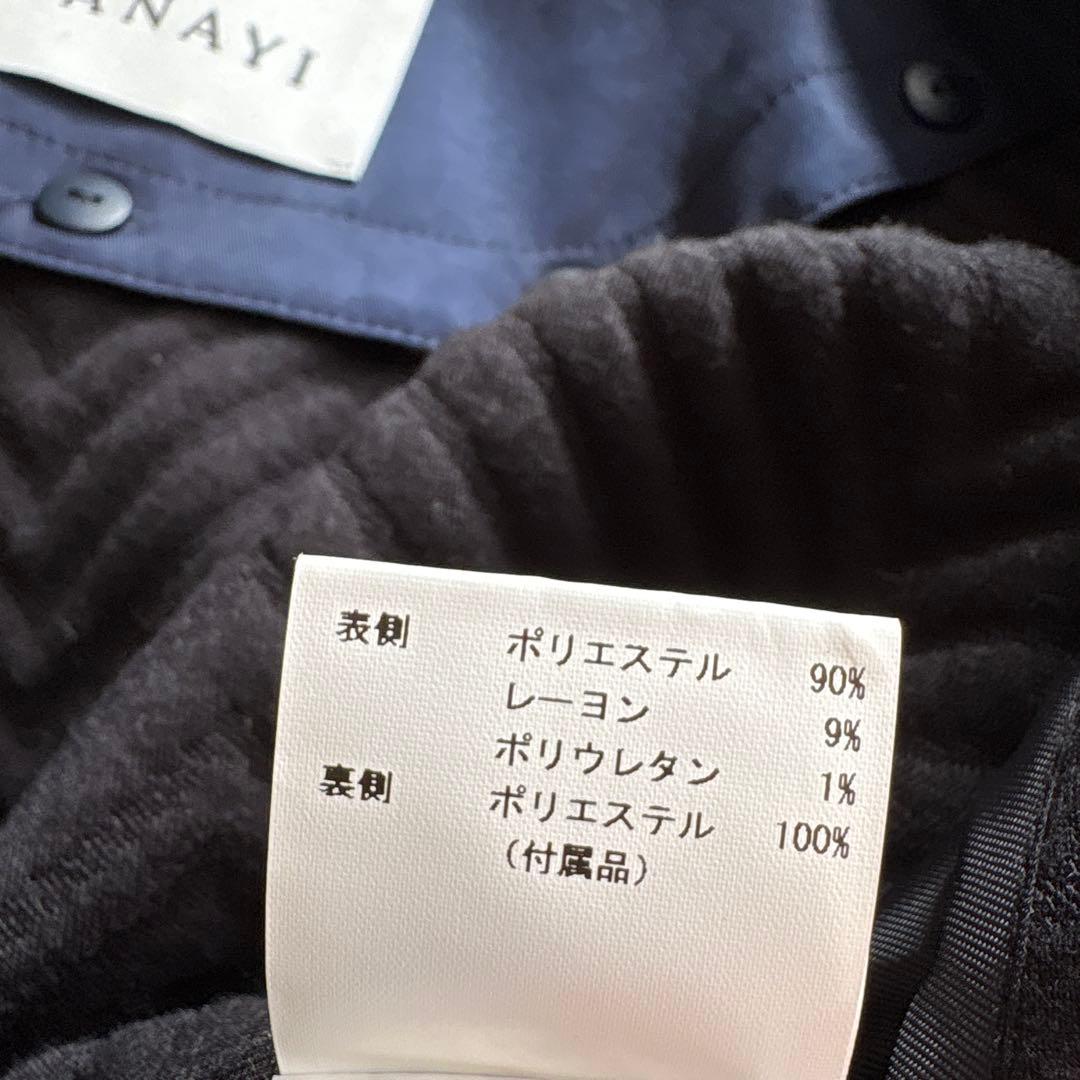 ANAYI
表側 ポリエステル 90%
レーヨン 9%
ポリウレタン 1%
裏側 ポリエステル 100%
(付属品)